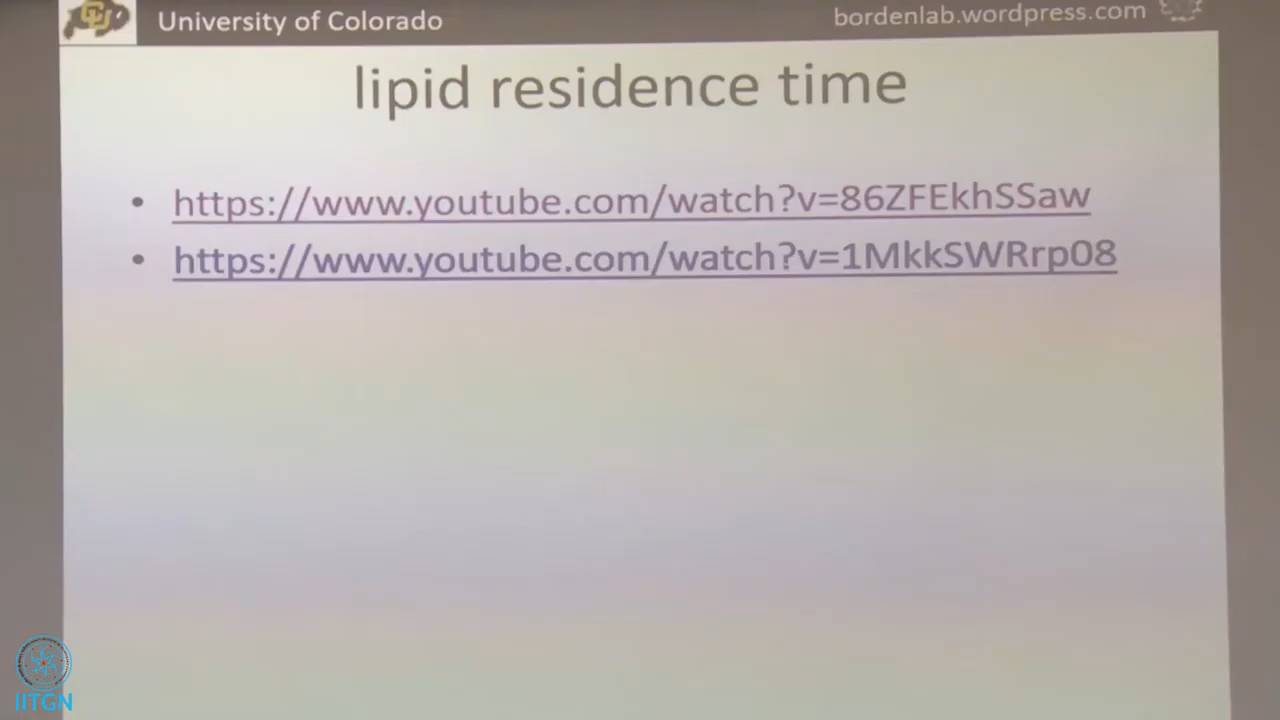 University of Colorado
bordenlab.wordpress.com
lipid residence time
• https://www.youtube.com/watch?v=86ZFEkhSSaw
• https://www.youtube.com/watch?v=1MkkSWRrp08
IITGN